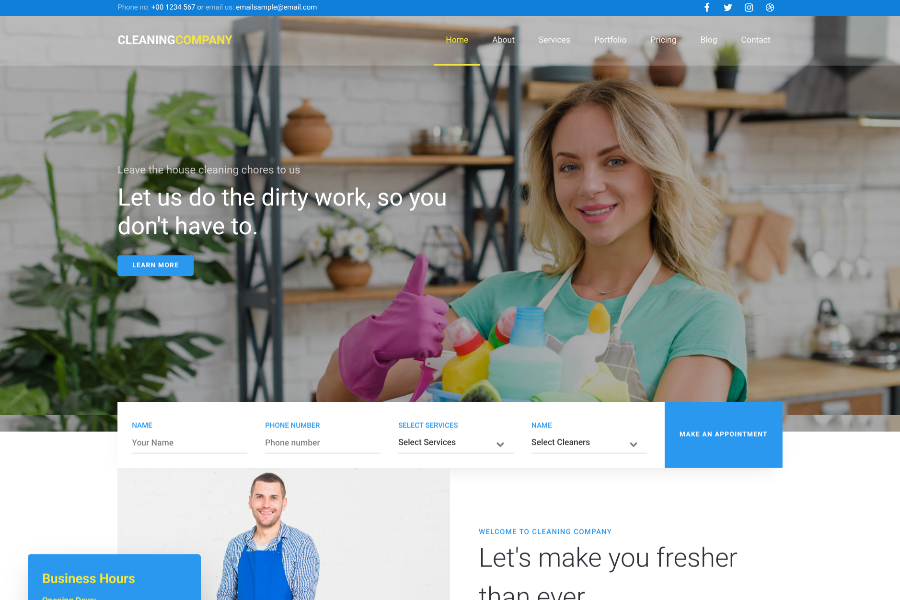 Phone no: +00 1234 567 or email us: emailsample@email.com
CLEANINGCOMPANY
Home About Services Portfolio Pricing Blog Contact
Leave the house cleaning chores to us
Let us do the dirty work, so you
don't have to.
LEARN MORE
NAME PHONE NUMBER SELECT SERVICES NAME
Your Name Phone number Select Services Select Cleaners
MAKE AN APPOINTMENT
WELCOME TO CLEANING COMPANY
Let's make you fresher
than ever
Business Hours
Opening Days: